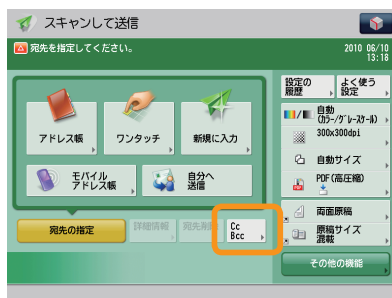 スキャンして送信
宛先を指定してください。
2010 06/10
13:18
設定の
履歴
よく使う
設定
アドレス帳
ワンタッチ
新規に入力
自動
(カラー/グレースケール)
300x300dpi
モバイル
アドレス帳
自分へ
送信
自動サイズ
PDF(高圧縮)
宛先の指定
詳細情報
宛先削除
Cc
Bcc
両面原稿
原稿サイズ
混載
その他の機能